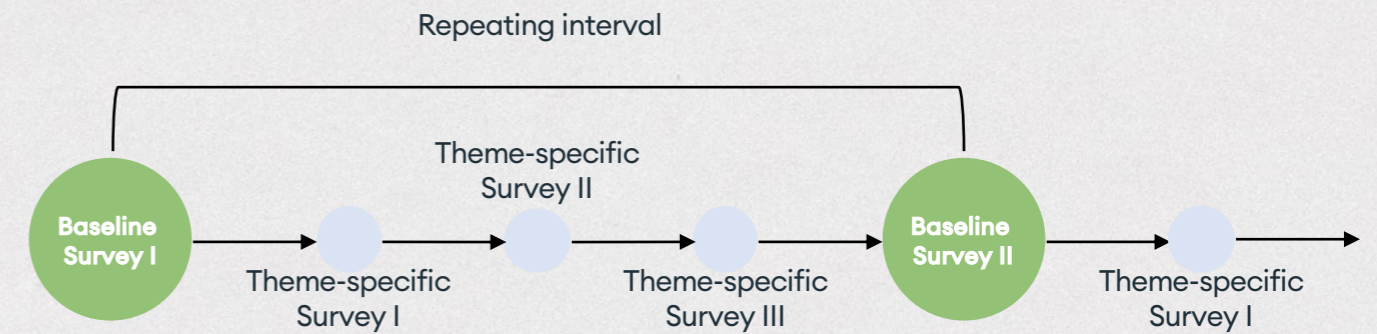 Repeating interval
Theme-specific
Survey II
Baseline
Survey I
Baseline
Survey II
Theme-specific
Survey I
Theme-specific
Survey III
Theme-specific
Survey I